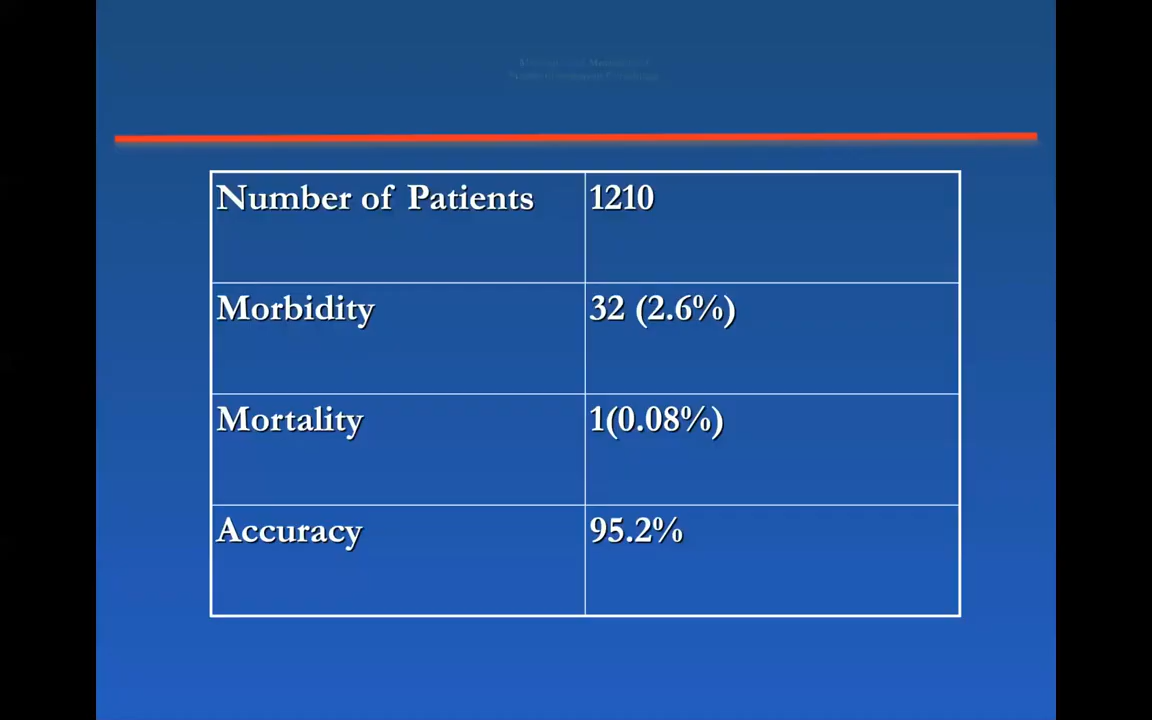 Number of Patients 1210
Morbidity 32 (2.6%)
Mortality 1(0.08%)
Accuracy 95.2%